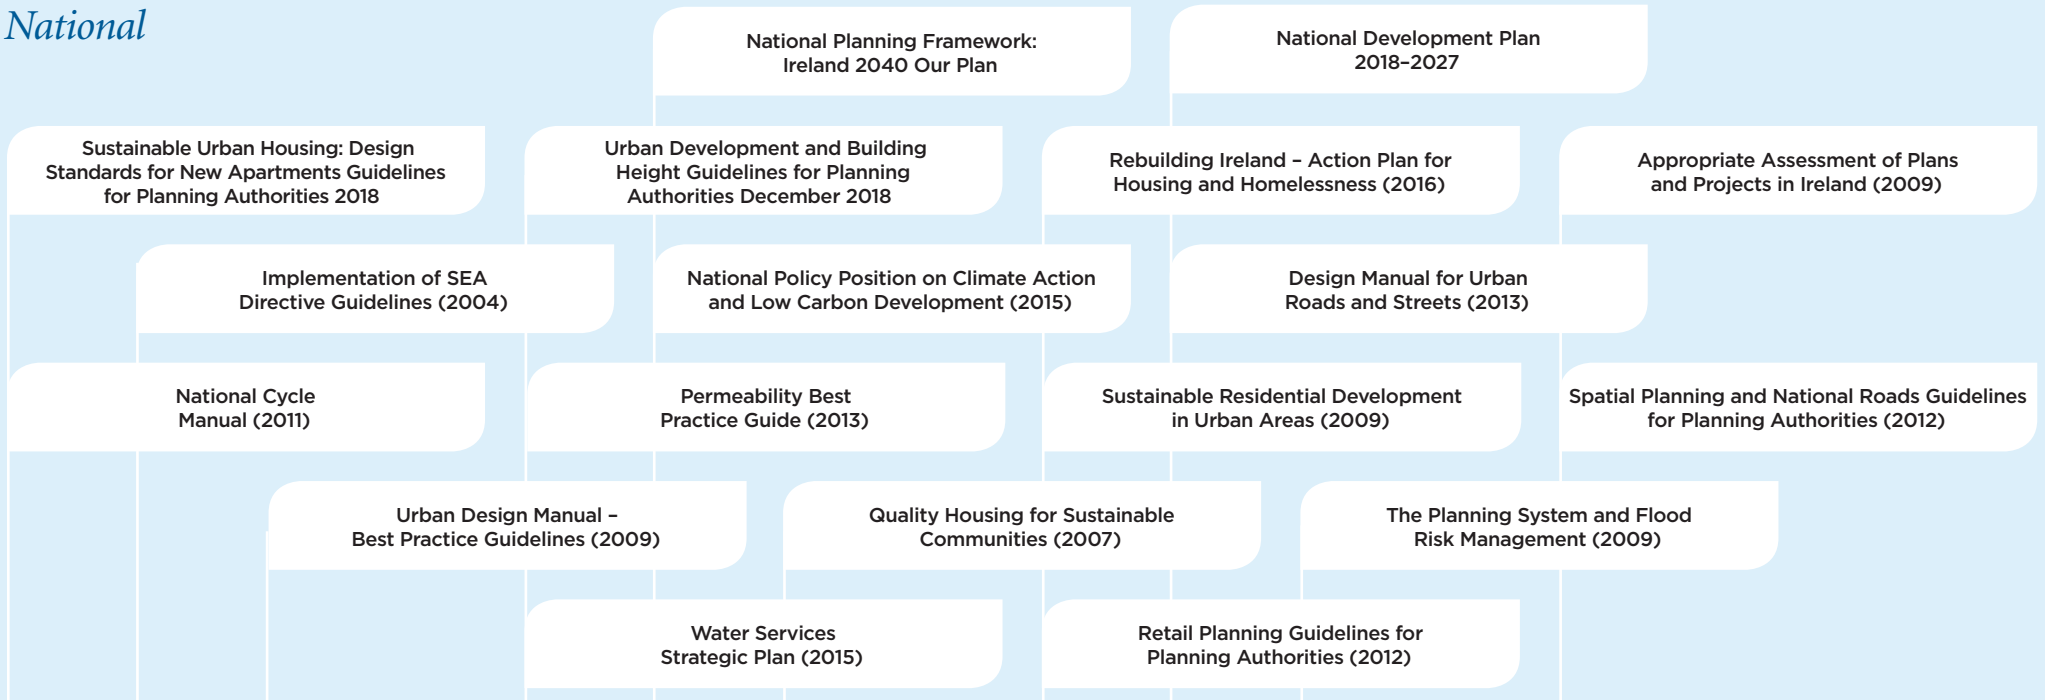 National
National Planning Framework:
Ireland 2040 Our Plan
National Development Plan
2018–2027
Sustainable Urban Housing: Design
Standards for New Apartments Guidelines
for Planning Authorities 2018
Urban Development and Building
Height Guidelines for Planning
Authorities December 2018
Rebuilding Ireland – Action Plan for
Housing and Homelessness (2016)
Appropriate Assessment of Plans
and Projects in Ireland (2009)
Implementation of SEA
Directive Guidelines (2004)
National Policy Position on Climate Action
and Low Carbon Development (2015)
Design Manual for Urban
Roads and Streets (2013)
National Cycle
Manual (2011)
Permeability Best
Practice Guide (2013)
Sustainable Residential Development
in Urban Areas (2009)
Spatial Planning and National Roads Guidelines
for Planning Authorities (2012)
Urban Design Manual –
Best Practice Guidelines (2009)
Quality Housing for Sustainable
Communities (2007)
The Planning System and Flood
Risk Management (2009)
Water Services
Strategic Plan (2015)
Retail Planning Guidelines for
Planning Authorities (2012)